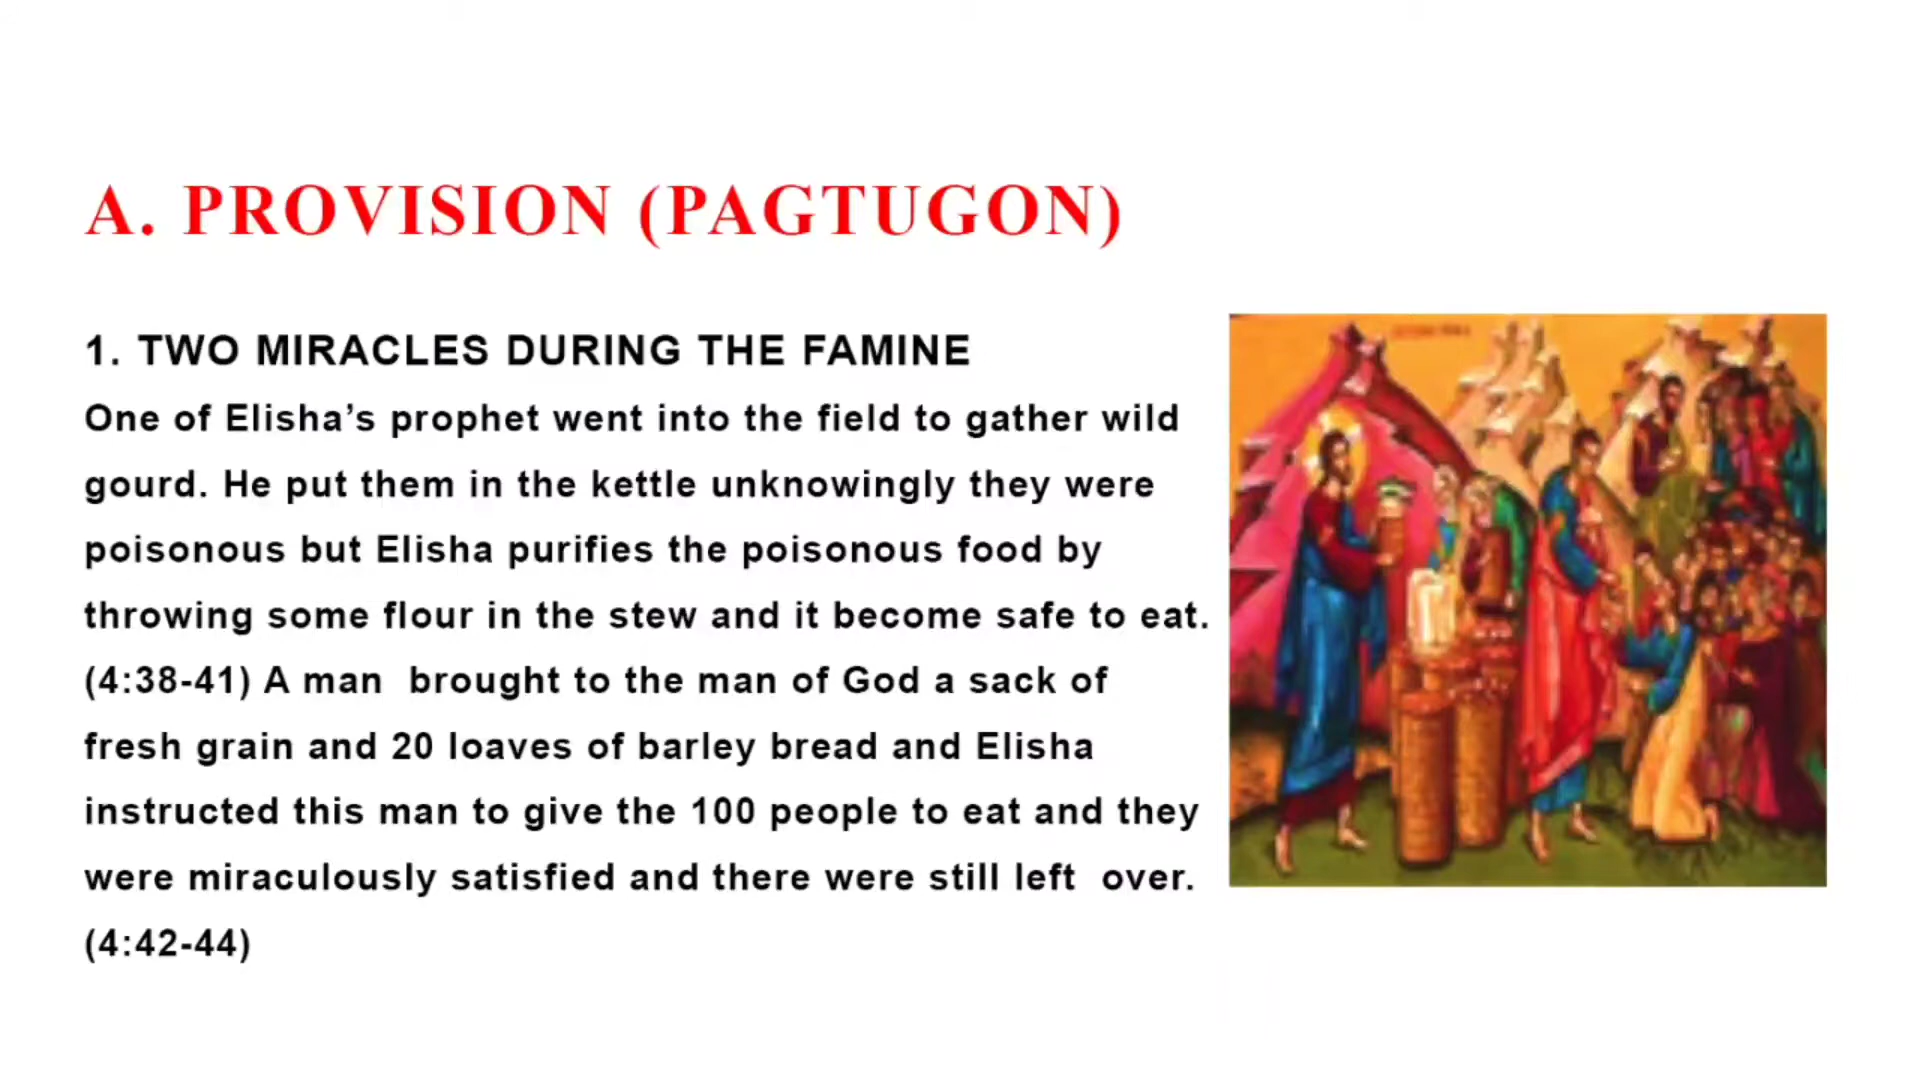 A. PROVISION (PAGTUGON)
1. TWO MIRACLES DURING THE FAMINE
One of Elisha’s prophet went into the field to gather wild
gourd. He put them in the kettle unknowingly they were
poisonous but Elisha purifies the poisonous food by
throwing some flour in the stew and it become safe to eat.
(4:38-41) A man  brought to the man of God a sack of
fresh grain and 20 loaves of barley bread and Elisha
instructed this man to give the 100 people to eat and they
were miraculously satisfied and there were still left  over.
(4:42-44)